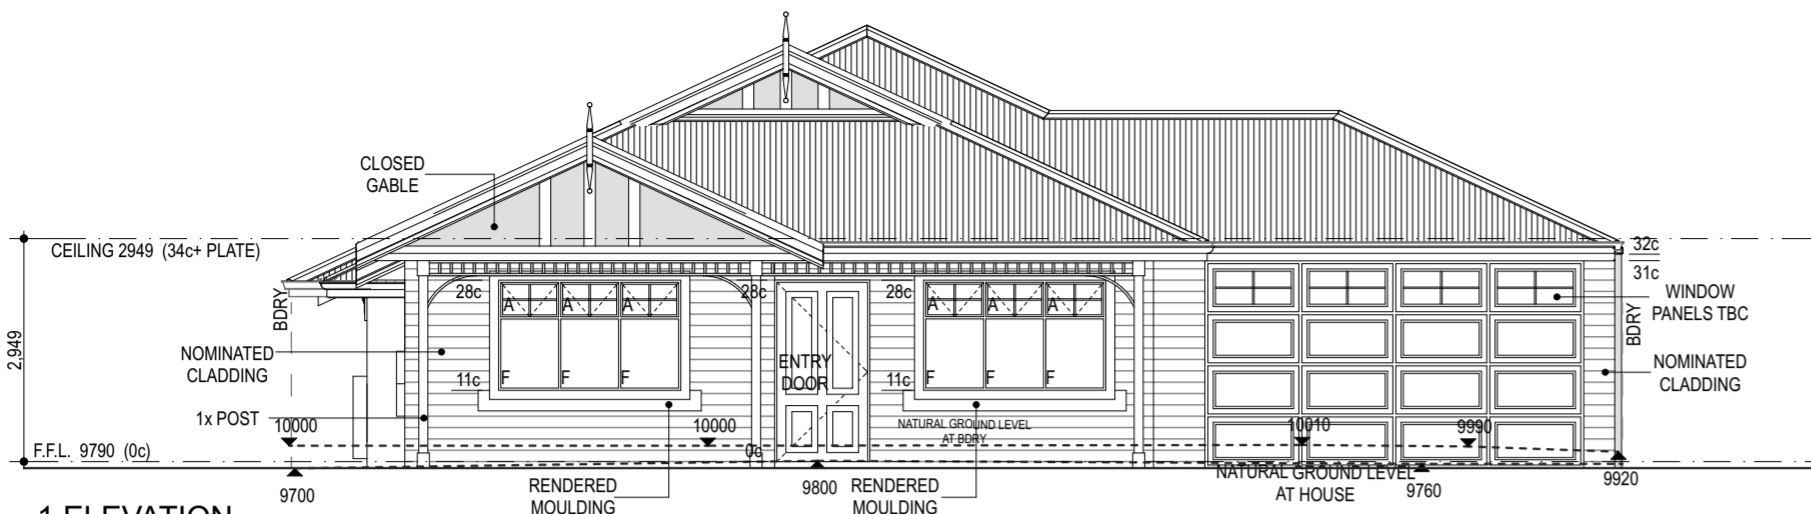 CLOSED
GABLE
CEILING 2949 (34c+ PLATE)
32c
31c
BDRY
28c
A A A
28c
28c
A A A
WINDOW
PANELS TBC
BDRY
2,949
NOMINATED
CLADDING
ENTRY
DOOR
NOMINATED
CLADDING
11c
F F F
11c
F F F
1x POST
10000
10000
NATURAL GROUND LEVEL
AT BDRY
10010
9990
F.F.L. 9790 (0c)
0c
9700
RENDERED
MOULDING
9800
RENDERED
MOULDING
NATURAL GROUND LEVEL
AT HOUSE
9760
9920
1 ELEVATION